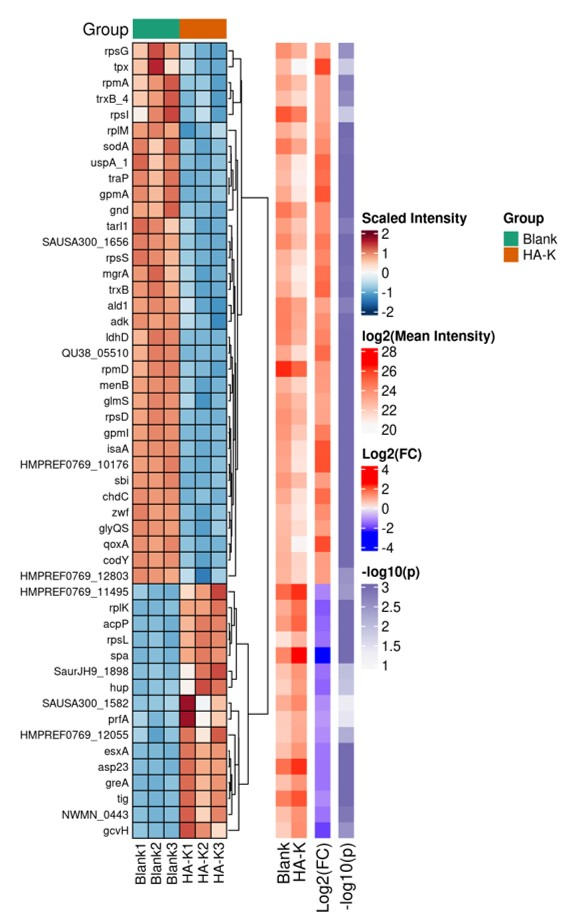 Group
rpsG
tpx
rpmA
trxB_4
rpsI
rplM
sodA
uspA_1
traP
gpmA
gnd
tarI1
SAUSA300_1656
rpsS
mgrA
trxB
ald1
adk
ldhD
QU38_05510
rpmD
menB
glmS
rpsD
gpmI
isaA
HMPREF0769_10176
sbi
chdC
zwf
glyQS
qoxA
codY
HMPREF0769_12803
HMPREF0769_11495
rplK
acpP
rpsL
spa
SaurJH9_1898
hup
SAUSA300_1582
prfA
HMPREF0769_12055
esxA
asp23
greA
tig
NWMN_0443
gcvH
Blank1
Blank2
Blank3
HA-K1
HA-K2
HA-K3
Blank
HA-K
Log2(FC)
-log10(p)
Scaled Intensity
2
1
0
-1
-2
log2(Mean Intensity)
28
26
24
22
20
Log2(FC)
4
2
0
-2
-4
-log10(p)
3
2.5
2
1.5
1
Group
Blank
HA-K